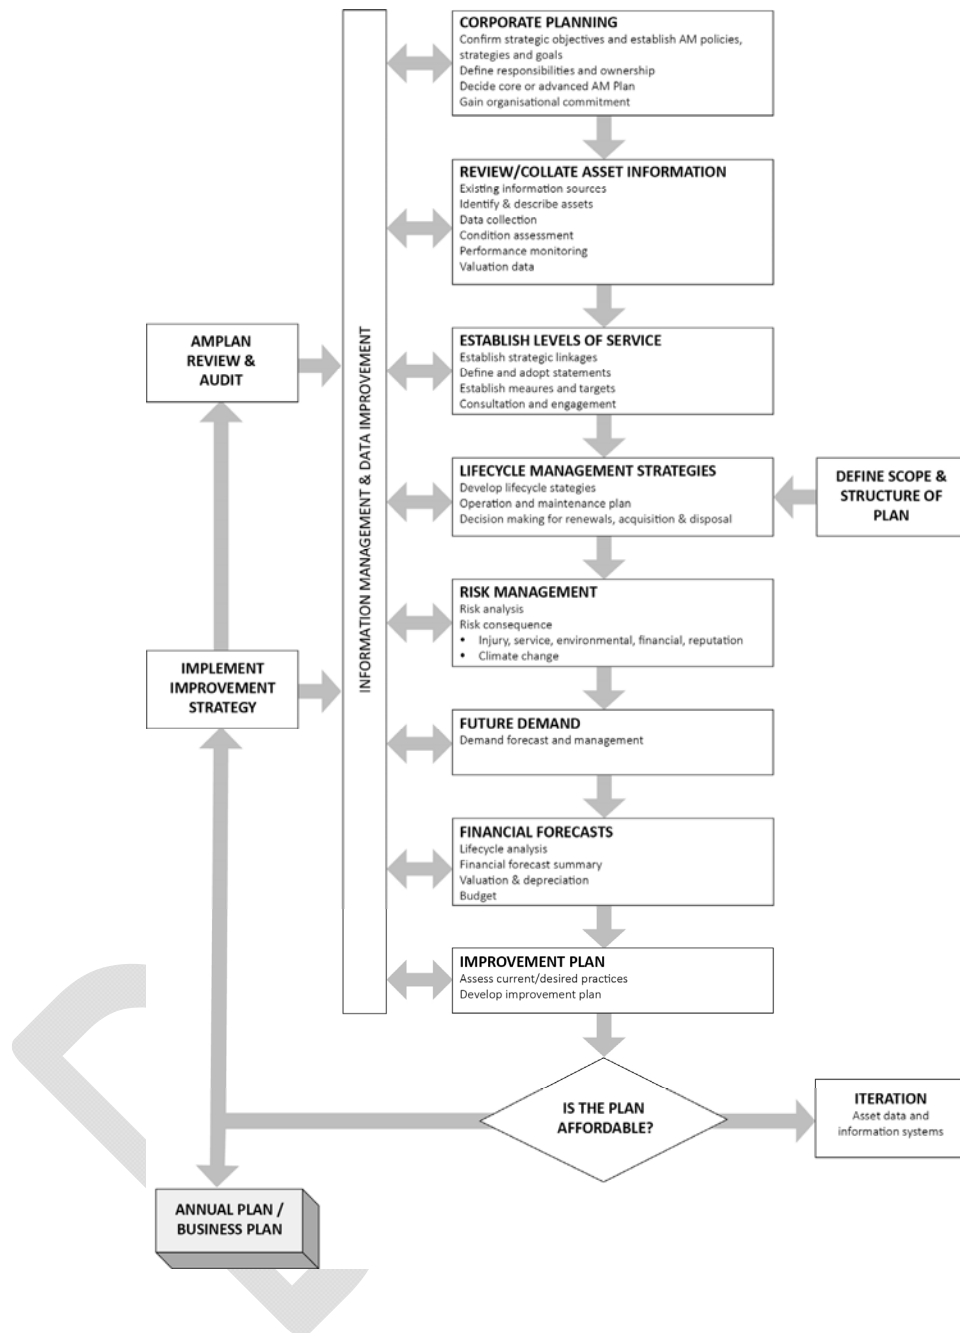 CORPORATE PLANNING
Confirm strategic objectives and establish AM policies,
strategies and goals
Define responsibilities and ownership
Decide core or advanced AM Plan
Gain organisational commitment
REVIEW/COLLATE ASSET INFORMATION
Existing information sources
Identify & describe assets
Data collection
Condition assessment
Performance monitoring
Valuation data
AMPLAN
REVIEW &
AUDIT
INFORMATION MANAGEMENT & DATA IMPROVEMENT
ESTABLISH LEVELS OF SERVICE
Establish strategic linkages
Define and adopt statements
Establish measures and targets
Consultation and engagement
LIFECYCLE MANAGEMENT STRATEGIES
Develop lifecycle stategies
Operation and maintenance plan
Decision making for renewals, acquisition & disposal
DEFINE SCOPE &
STRUCTURE OF
PLAN
RISK MANAGEMENT
Risk analysis
Risk consequence
• Injury, service, environmental, financial, reputation
• Climate change
IMPLEMENT
IMPROVEMENT
STRATEGY
FUTURE DEMAND
Demand forecast and management
FINANCIAL FORECASTS
Lifecycle analysis
Financial forecast summary
Valuation & depreciation
Budget
IMPROVEMENT PLAN
Assess current/desired practices
Develop improvement plan
IS THE PLAN
AFFORDABLE?
ITERATION
Asset data and
information systems
ANNUAL PLAN /
BUSINESS PLAN